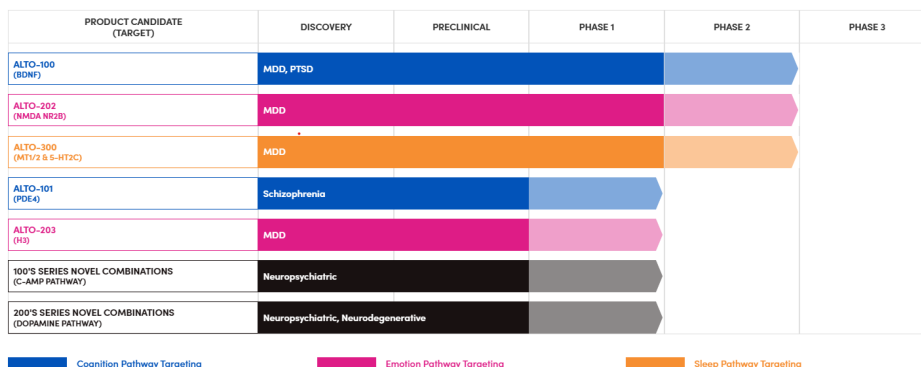 PRODUCT CANDIDATE
(TARGET)
DISCOVERY
PRECLINICAL
PHASE 1
PHASE 2
PHASE 3
ALTO-100
(BDNF)
MDD, PTSD
ALTO-202
(NMDA NR2B)
MDD
ALTO-300
(MT1/2 & 5-HT2C)
MDD
ALTO-101
(PDE4)
Schizophrenia
ALTO-203
(H3)
MDD
100'S SERIES NOVEL COMBINATIONS
(C-AMP PATHWAY)
Neuropsychiatric
200'S SERIES NOVEL COMBINATIONS
(DOPAMINE PATHWAY)
Neuropsychiatric, Neurodegenerative
Cognition Pathway Targeting
Emotion Pathway Targeting
Sleep Pathway Targeting